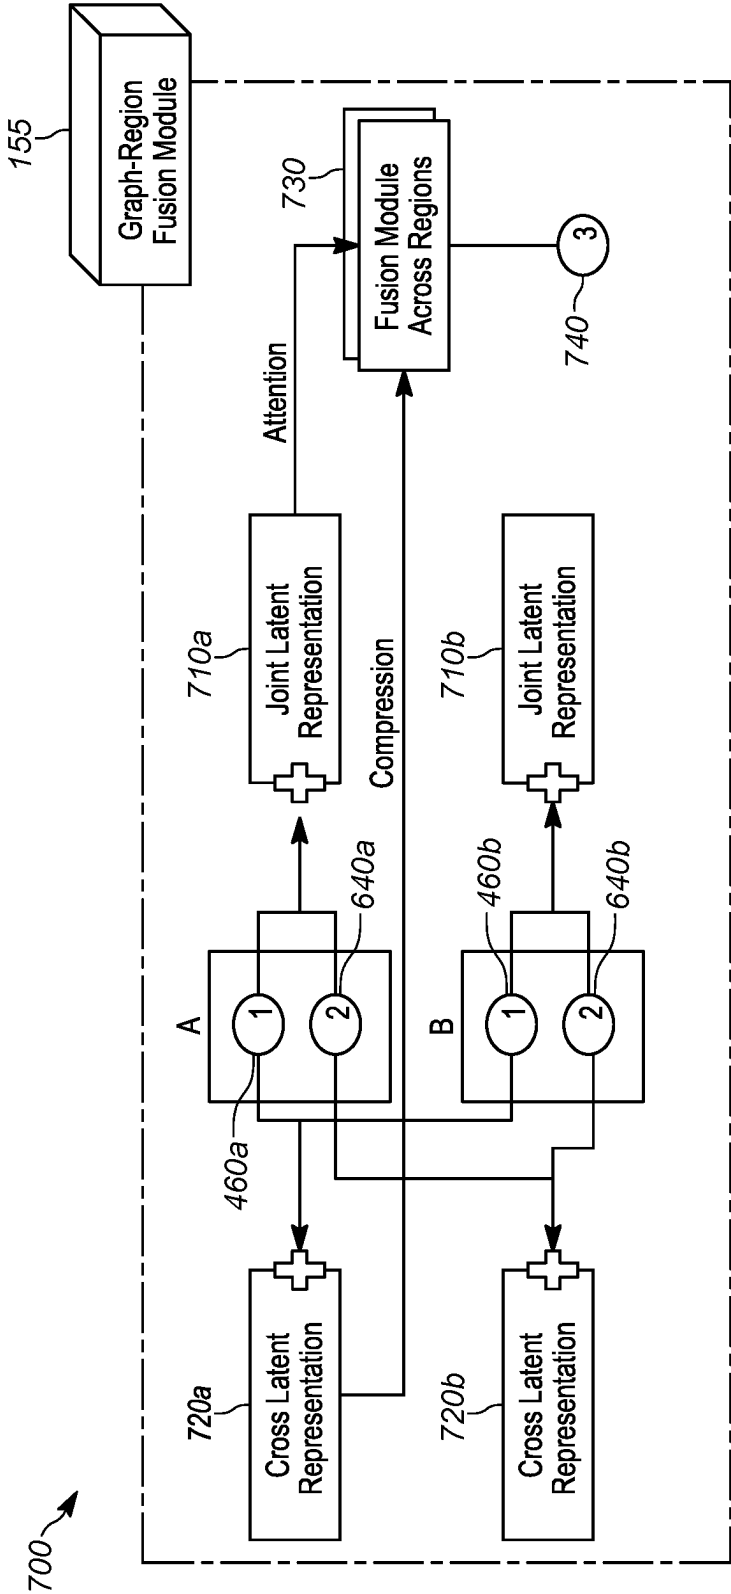 700
155
Graph-Region
Fusion Module
720a
Cross Latent
Representation
460a
A
1
2
640a
710a
Joint Latent
Representation
Attention
730
Fusion Module
Across Regions
Compression
740
3
720b
Cross Latent
Representation
B
1
2
460b
640b
710b
Joint Latent
Representation